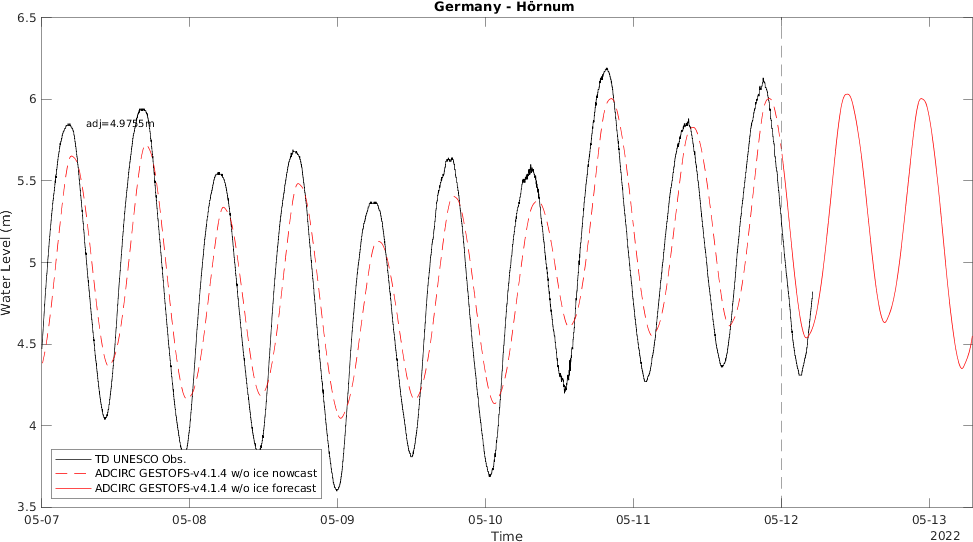 Germany - Hörnum
6.5
6
5.5
5
4.5
4
3.5
Water Level (m)
adj=4.9755m
TD UNESCO Obs.
ADCIRC GESTOFS-v4.1.4 w/o ice nowcast
ADCIRC GESTOFS-v4.1.4 w/o ice forecast
05-07
05-08
05-09
05-10
05-11
05-12
05-13
Time
2022